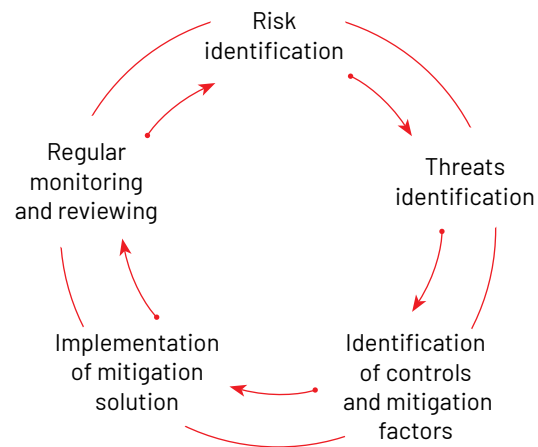 Risk
identification
Threats
identification
Identification
of controls
and mitigation
factors
Implementation
of mitigation
solution
Regular
monitoring
and reviewing